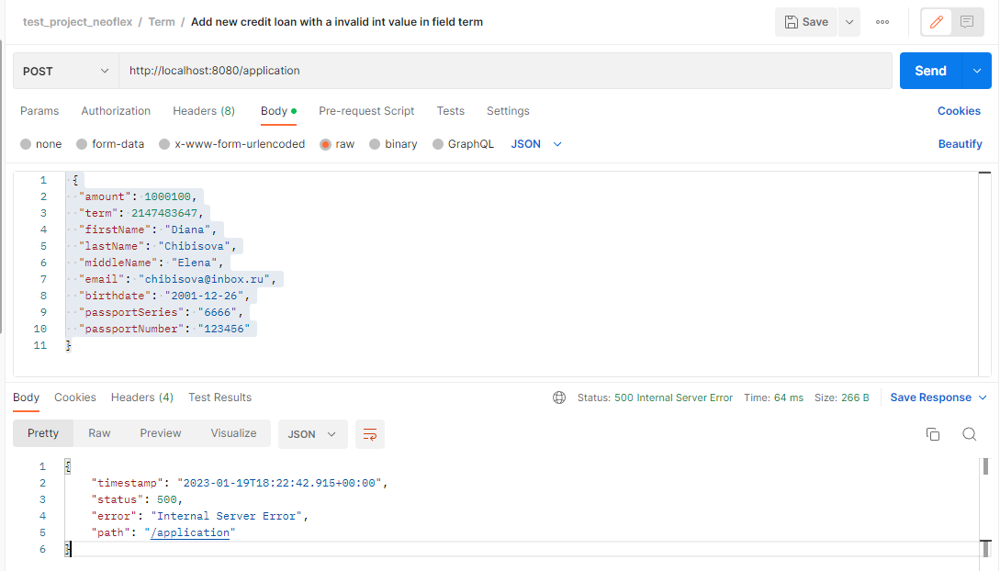 test_project_neoflex / Term / Add new credit loan with a invalid int value in field term
Save
POST
http://localhost:8080/application
Send
Params Authorization Headers (8) Body Pre-request Script Tests Settings Cookies
none form-data x-www-form-urlencoded raw binary GraphQL JSON Beautify
1 {
2 "amount": 1000100,
3 "term": 2147483647,
4 "firstName": "Diana",
5 "lastName": "Chibisova",
6 "middleName": "Elena",
7 "email": "chibisova@inbox.ru",
8 "birthdate": "2001-12-26",
9 "passportSeries": "6666",
10 "passportNumber": "123456"
11 }
Body Cookies Headers (4) Test Results Status: 500 Internal Server Error Time: 64 ms Size: 266 B Save Response
Pretty Raw Preview Visualize JSON
1 {
2 "timestamp": "2023-01-19T18:22:42.915+00:00",
3 "status": 500,
4 "error": "Internal Server Error",
5 "path": "/application"
6 }